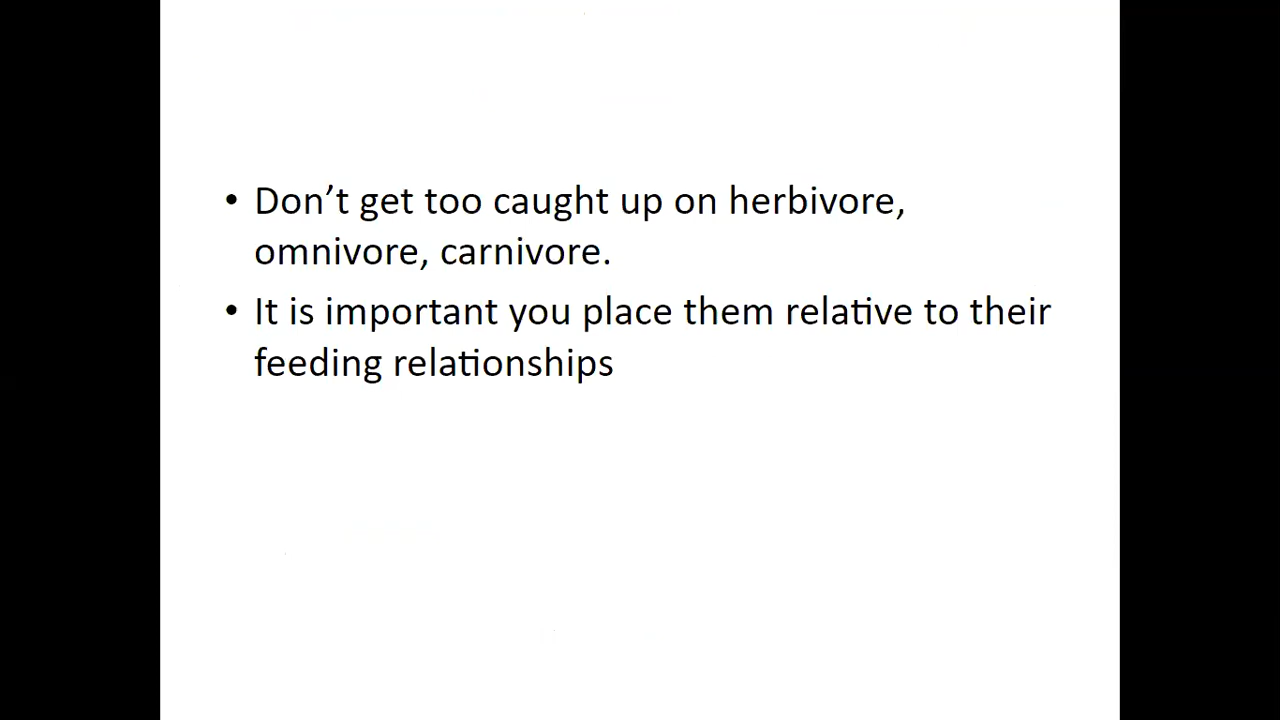 • Don’t get too caught up on herbivore,
omnivore, carnivore.
• It is important you place them relative to their
feeding relationships